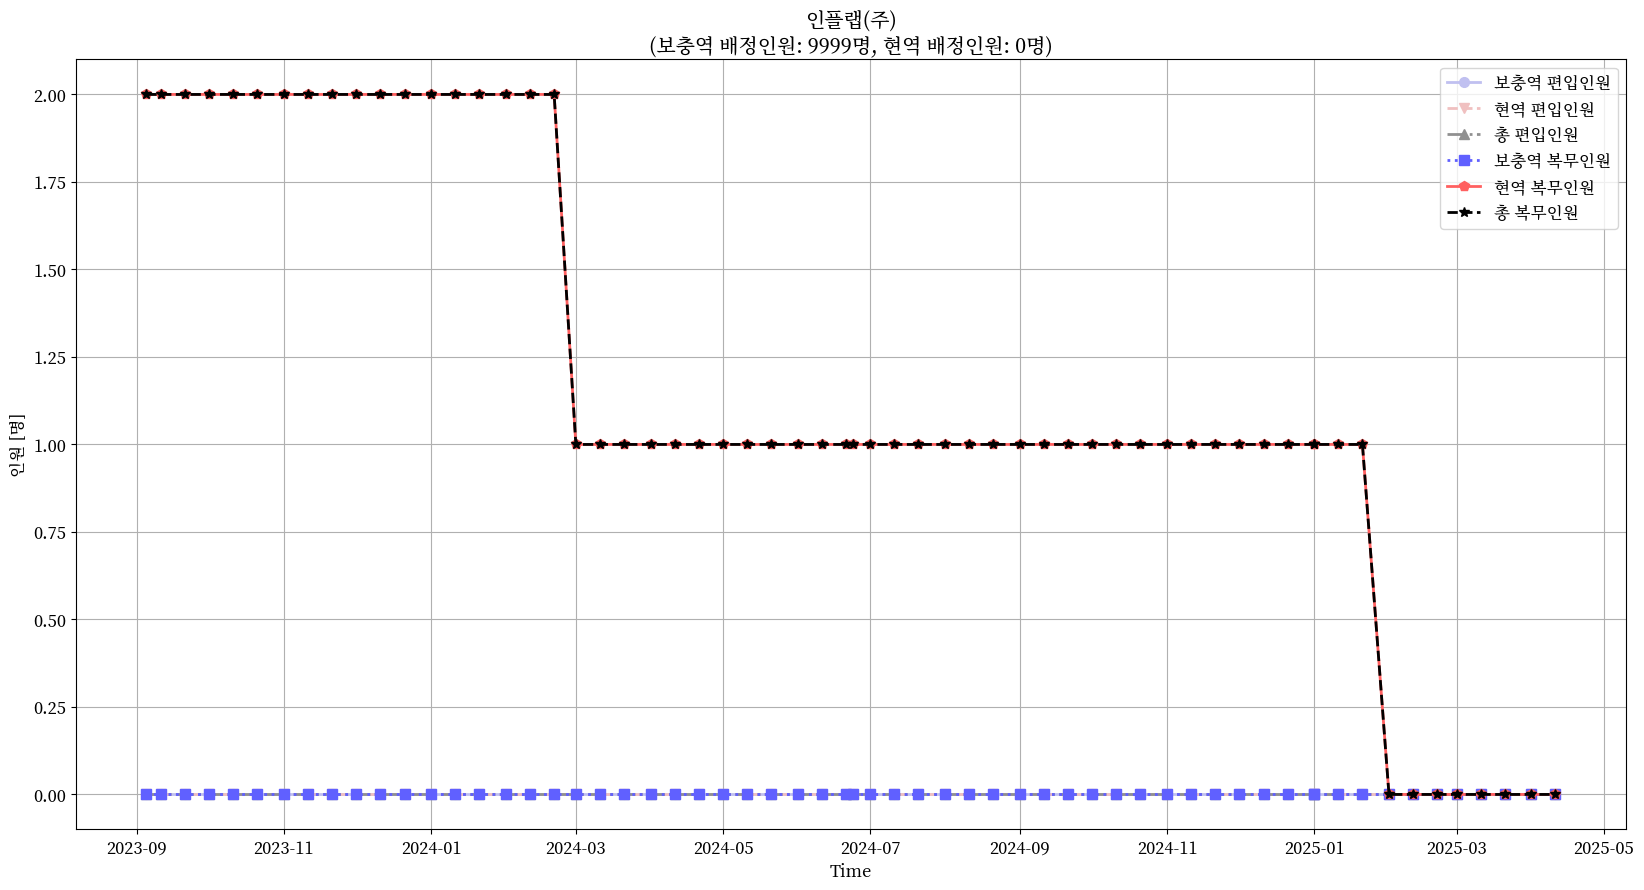 인플랩(주)
(보충역 배정인원: 9999명, 현역 배정인원: 0명)
보충역 편입인원
현역 편입인원
총 편입인원
보충역 복무인원
현역 복무인원
총 복무인원
인원 [명]
2.00
1.75
1.50
1.25
1.00
0.75
0.50
0.25
0.00
2023-09
2023-11
2024-01
2024-03
2024-05
2024-07
2024-09
2024-11
2025-01
2025-03
2025-05
Time